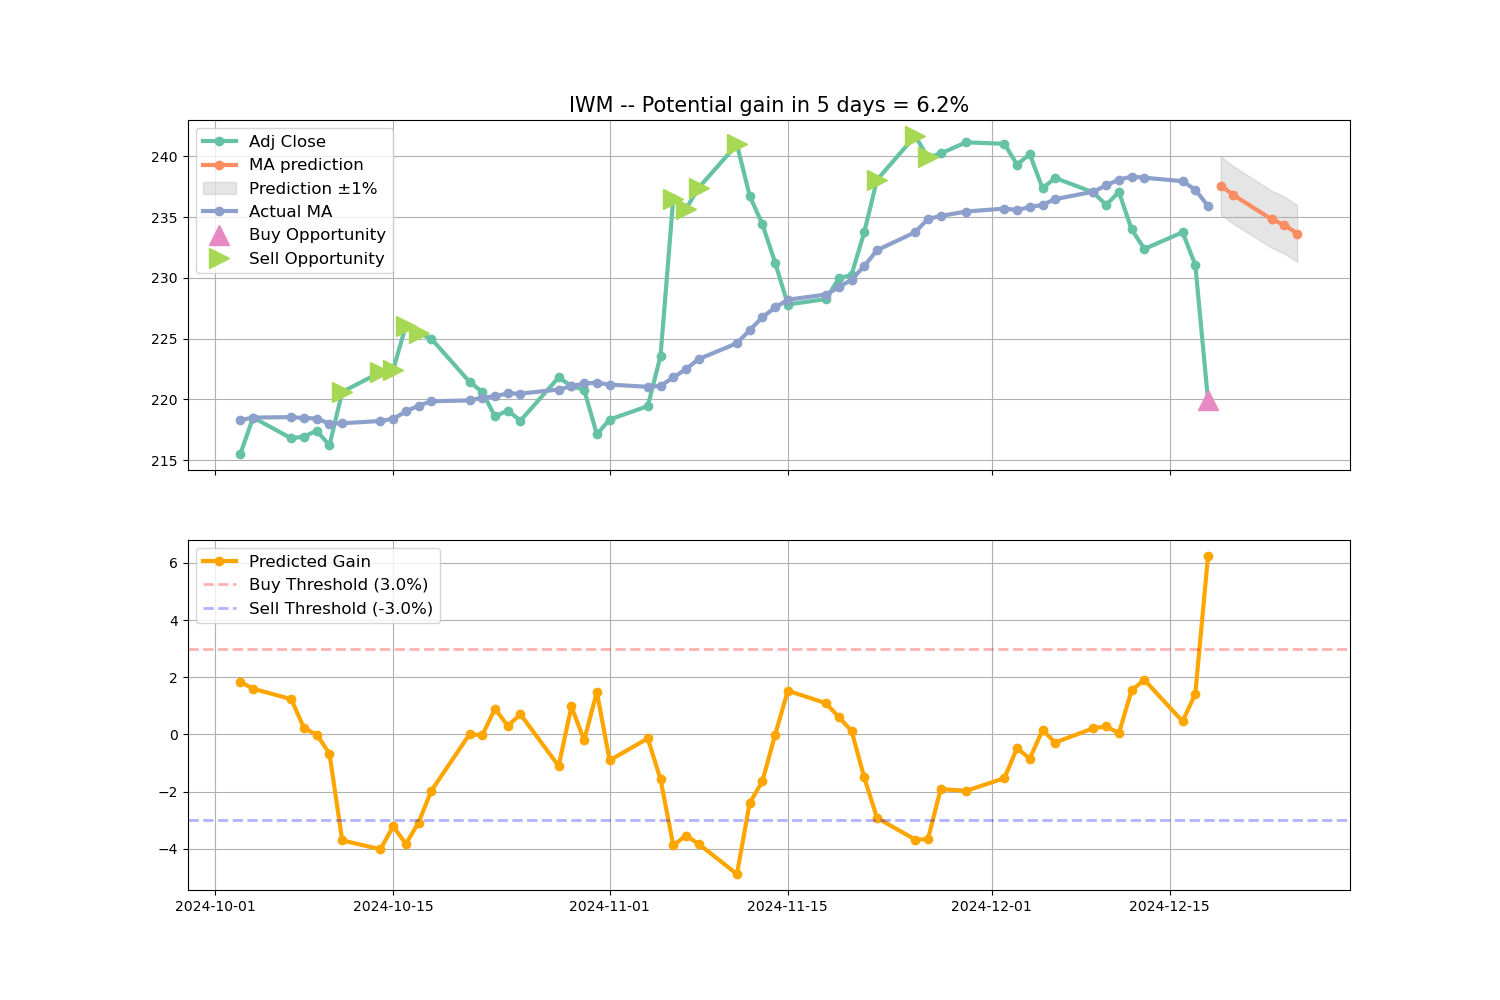 IWM -- Potential gain in 5 days = 6.2%
Adj Close
MA prediction
Prediction ±1%
Actual MA
Buy Opportunity
Sell Opportunity
240
235
230
225
220
215
Predicted Gain
Buy Threshold (3.0%)
Sell Threshold (-3.0%)
6
4
2
0
−2
−4
2024-10-01 2024-10-15 2024-11-01 2024-11-15 2024-12-01 2024-12-15